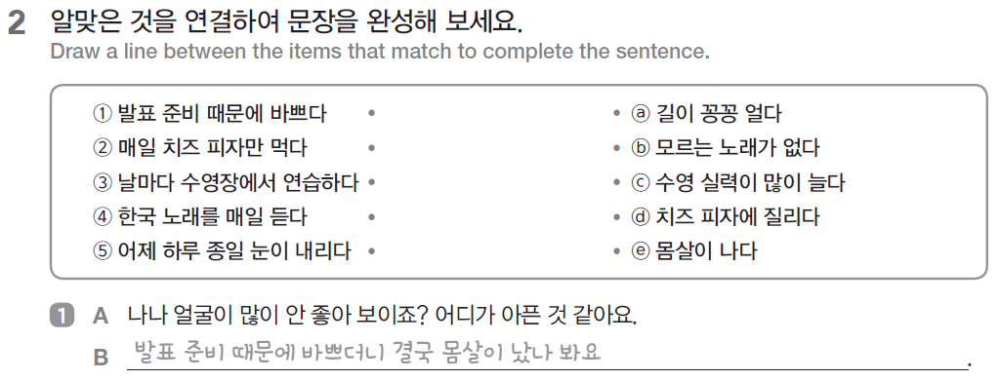 2 알맞은 것을 연결하여 문장을 완성해 보세요.
Draw a line between the items that match to complete the sentence.
① 발표 준비 때문에 바쁘다 • • ⓐ 길이 꽁꽁 얼다
② 매일 치즈 피자만 먹다 • • ⓑ 모르는 노래가 없다
③ 날마다 수영장에서 연습하다 • • ⓒ 수영 실력이 많이 늘다
④ 한국 노래를 매일 듣다 • • ⓓ 치즈 피자에 질리다
⑤ 어제 하루 종일 눈이 내리다 • • ⓔ 몸살이 나다
1 A 나나 얼굴이 많이 안 좋아 보이죠? 어디가 아픈 것 같아요.
B 발표 준비 때문에 바쁘더니 결국 몸살이 났나 봐요.